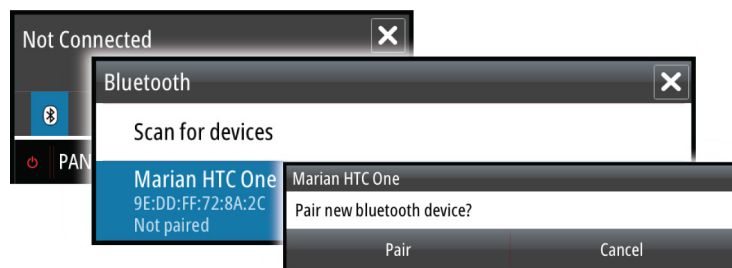 Not Connected
Bluetooth
Scan for devices
PAN
Marian HTC One
9E:DD:FF:72:8A:2C
Not paired
Marian HTC One
Pair new bluetooth device?
Pair
Cancel